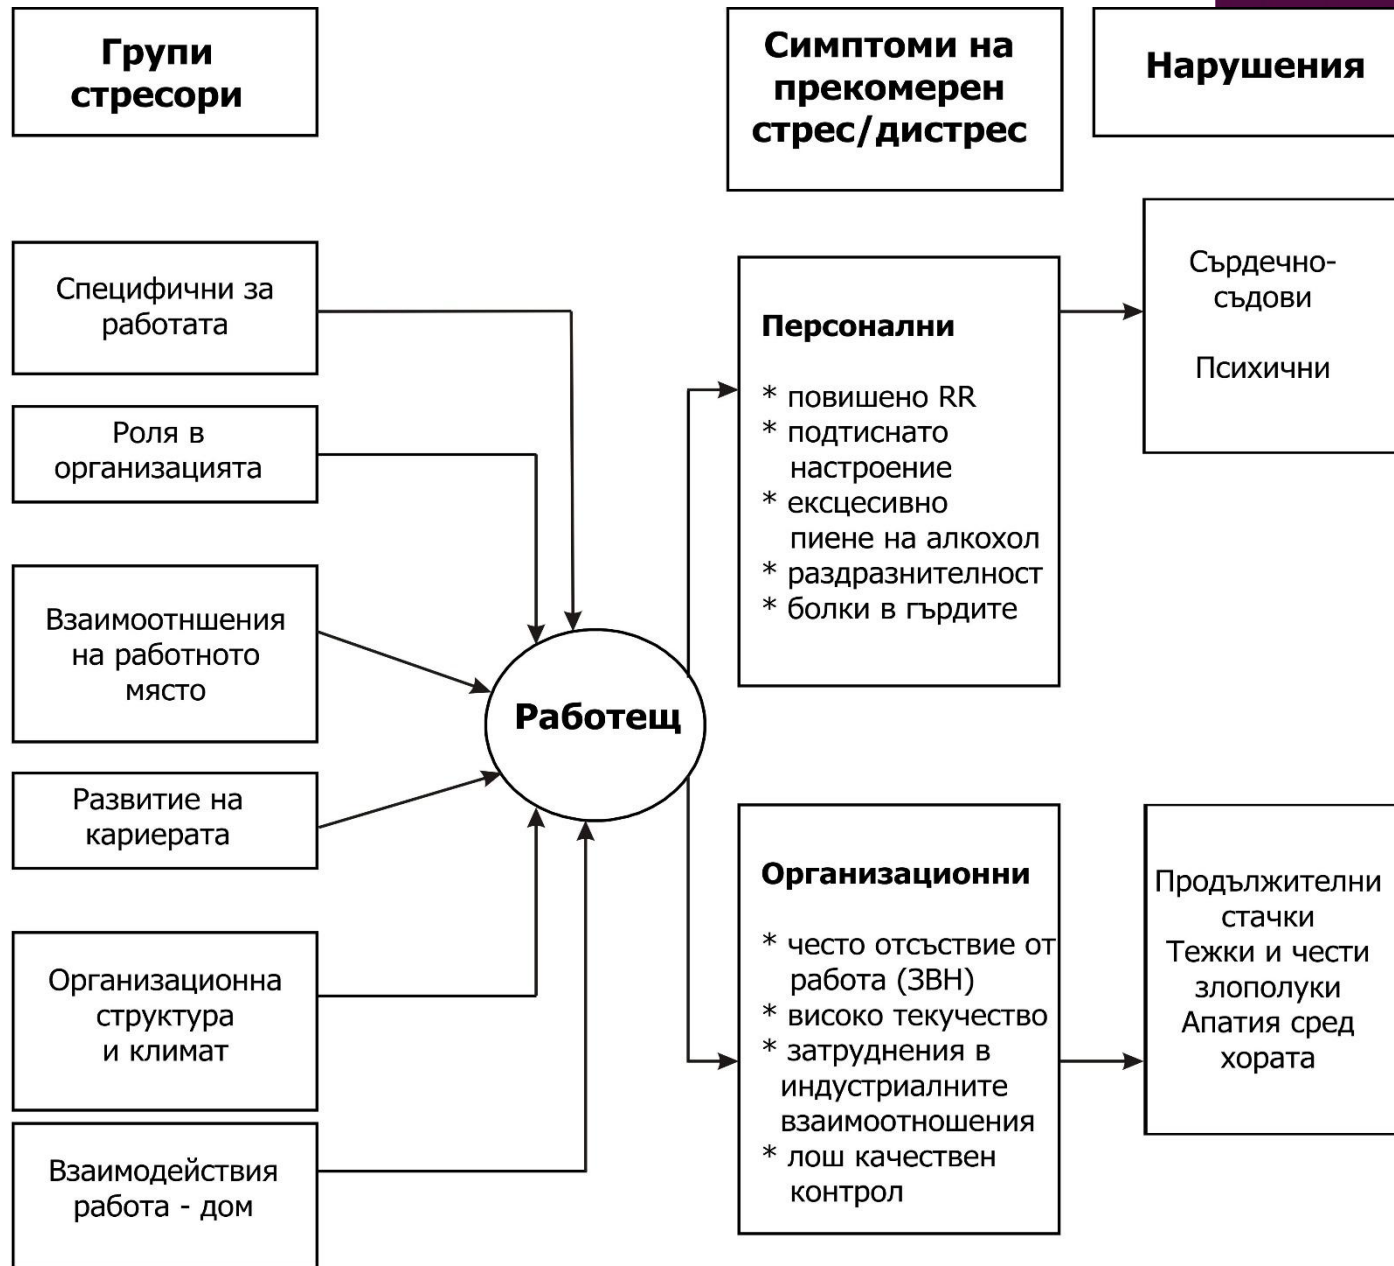 Групи
стресори
Симптоми на
прекомерен
стрес/дистрес
Нарушения
Специфични за
работата
Роля в
организацията
Взаимоотншения
на работното
място
Развитие на
кариерата
Организационна
структура
и климат
Взаимодействия
работа - дом
Работещ
Персонални
* повишено RR
* подтиснато
настроение
* ексцесивно
пиене на алкохол
* раздразнителност
* болки в гърдите
Организационни
* често отсъствие от
работа (ЗВН)
* високо текучество
* затруднения в
индустриалните
взаимоотношения
* лош качествен
контрол
Сърдечно-
съдови
Психични
Продължителни
стачки
Тежки и чести
злополуки
Апатия сред
хората